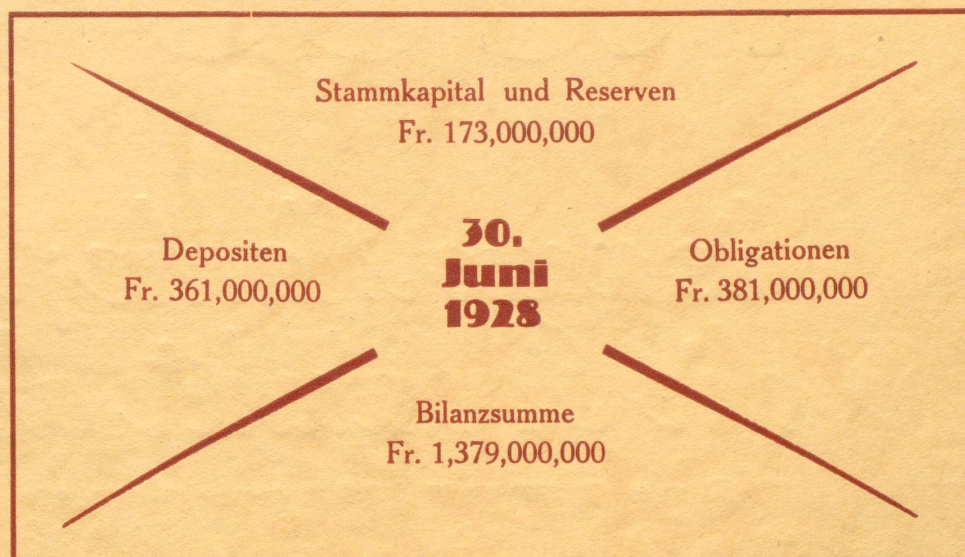 Stammkapital und Reserven
Fr. 173,000,000
Depositen
Fr. 361,000,000
30.
Juni
1928
Obligationen
Fr. 381,000,000
Bilanzsumme
Fr. 1,379,000,000